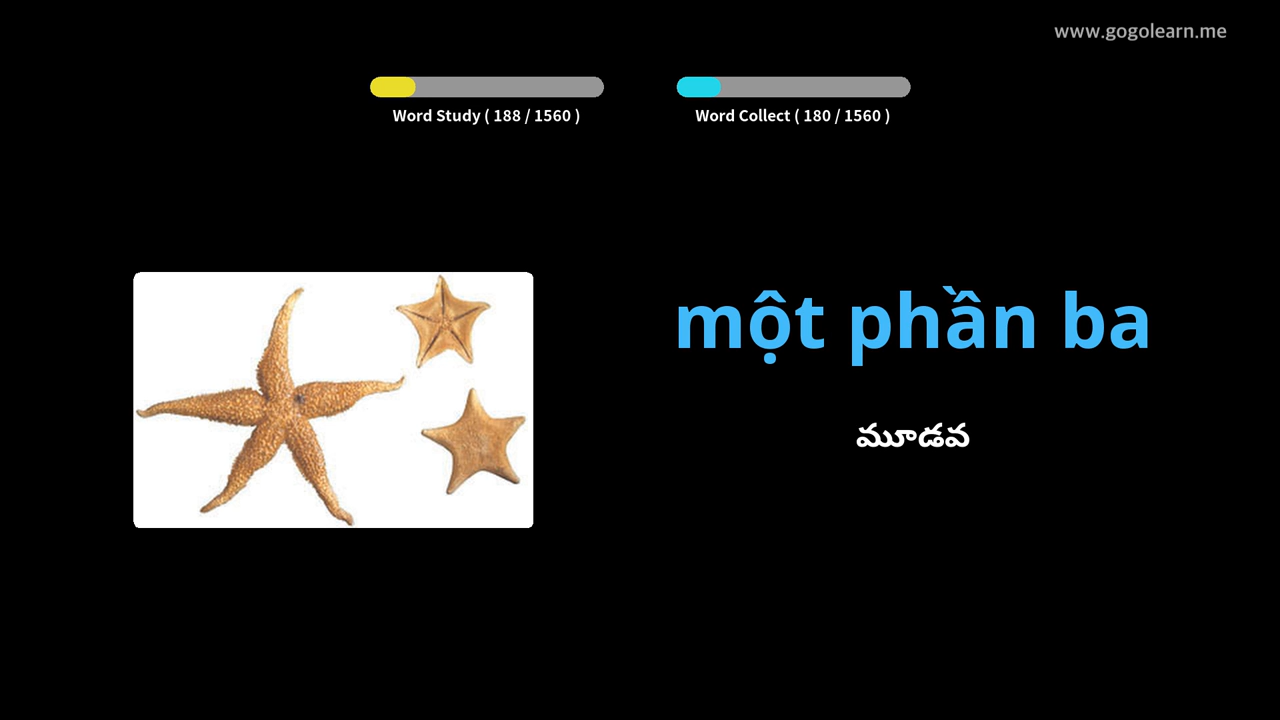 www.gogolearn.me
Word Study ( 188 / 1560 )
Word Collect ( 180 / 1560 )
một phần ba
మూడవ